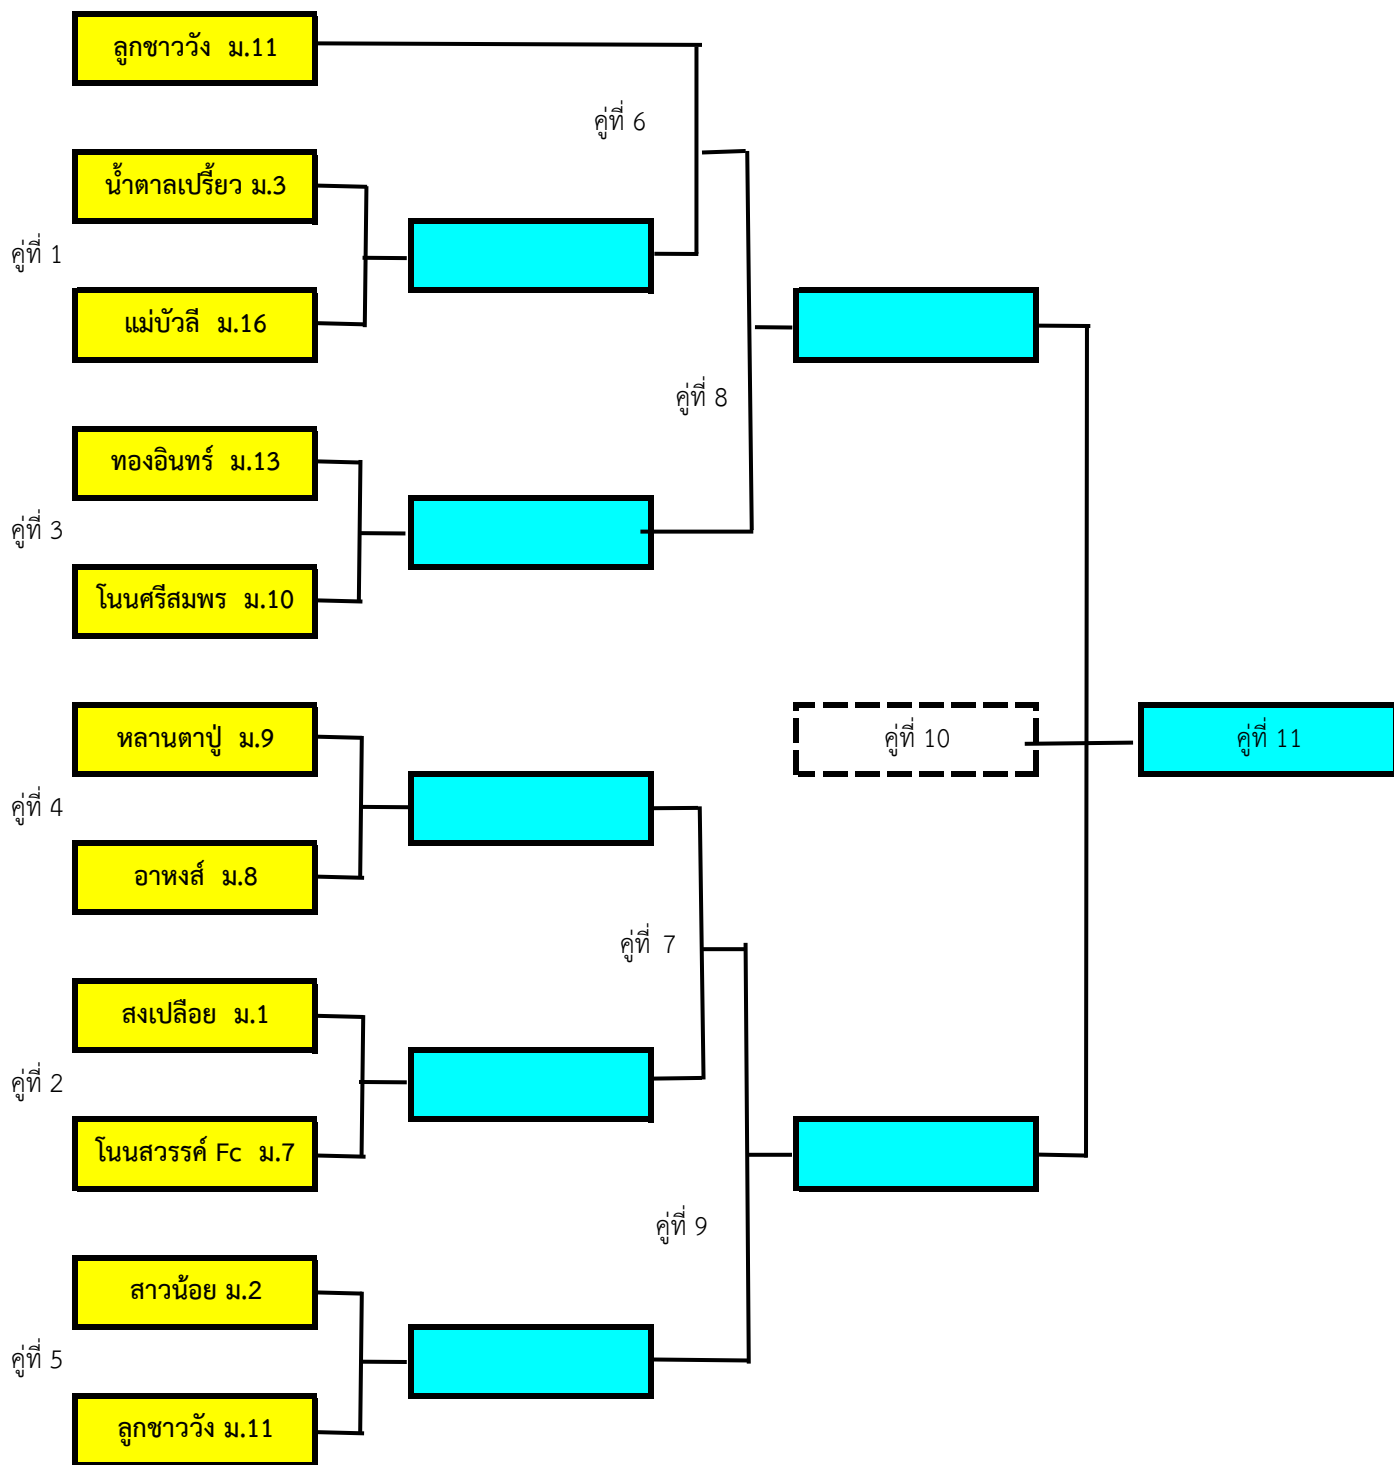 ลูกชาววัง ม.11
คู่ที่ 6
น้ำตาลเปรี้ยว ม.3
คู่ที่ 1
แม่บัวลี ม.16
คู่ที่ 8
ทองอินทร์ ม.13
คู่ที่ 3
โนนศรีสมพร ม.10
หลานตาปู่ ม.9
คู่ที่ 10
คู่ที่ 11
คู่ที่ 4
อาหงส์ ม.8
คู่ที่ 7
สงเปลือย ม.1
คู่ที่ 2
โนนสวรรค์ Fc ม.7
คู่ที่ 9
สาวน้อย ม.2
คู่ที่ 5
ลูกชาววัง ม.11